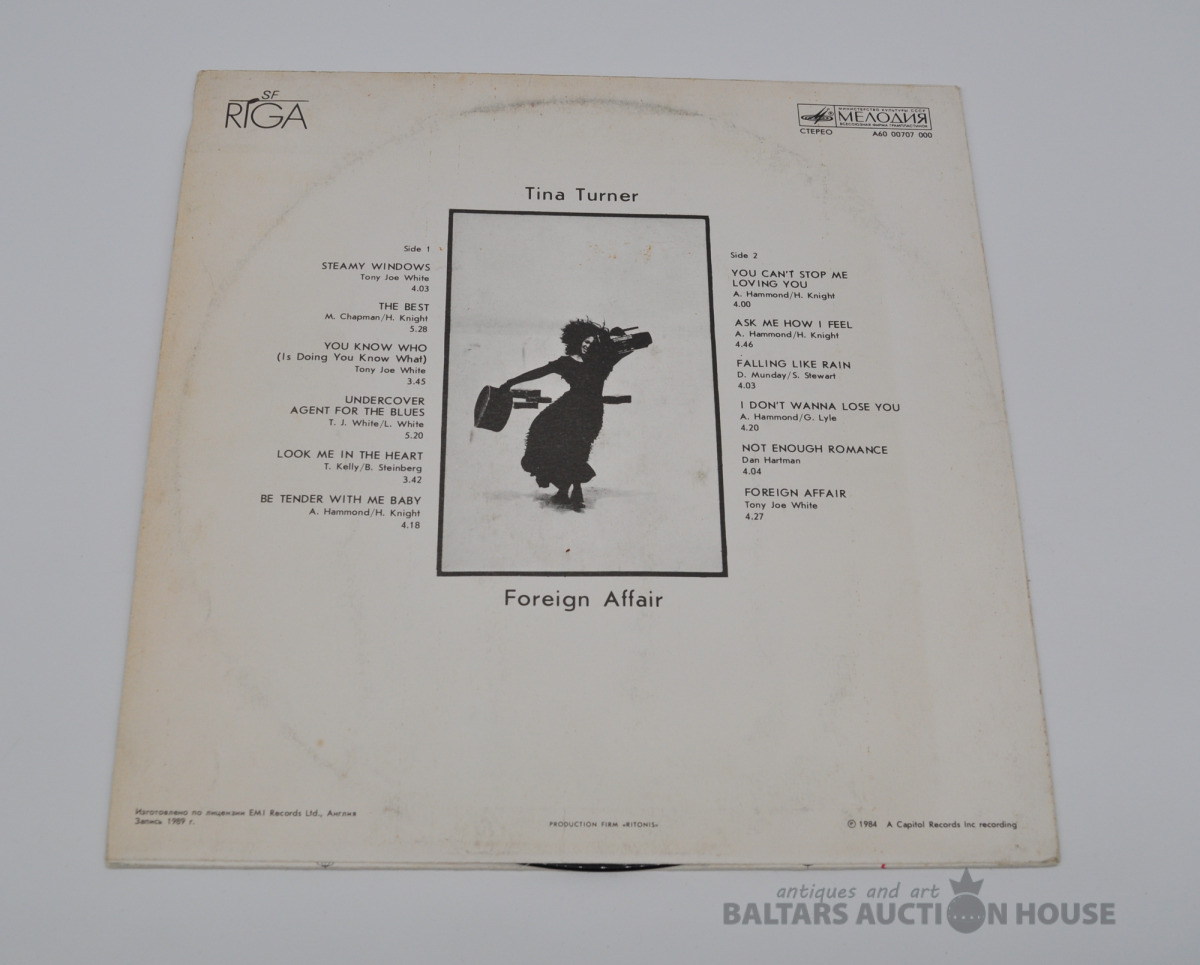 SF
RIGA
МИНИСТЕРСТВО КУЛЬТУРЫ СССР
МЕЛОДИЯ
ВСЕСОЮЗНАЯ ФИРМА ГРАМПЛАСТИНОК
СТЕРЕО A60 00707 000
Tina Turner
Side 1
STEAMY WINDOWS
Tony Joe White
4.03
THE BEST
M. Chapman/H. Knight
5.28
YOU KNOW WHO
(Is Doing You Know What)
Tony Joe White
3.45
UNDERCOVER
AGENT FOR THE BLUES
T. J. White/L. White
5.20
LOOK ME IN THE HEART
T. Kelly/B. Steinberg
3.42
BE TENDER WITH ME BABY
A. Hammond/H. Knight
4.18
Side 2
YOU CAN'T STOP ME
LOVING YOU
A. Hammond/H. Knight
4.00
ASK ME HOW I FEEL
A. Hammond/H. Knight
4.46
FALLING LIKE RAIN
D. Munday/S. Stewart
4.03
I DON'T WANNA LOSE YOU
A. Hammond/G. Lyle
4.20
NOT ENOUGH ROMANCE
Dan Hartman
4.04
FOREIGN AFFAIR
Tony Joe White
4.27
Foreign Affair
Изготовлено по лицензии EMI Records Ltd., Англия
Запись 1989 г.
PRODUCTION FIRM «RITONIS»
Ⓟ 1984 A Capitol Records Inc recording
antiques and art
BALTARS AUCTION HOUSE